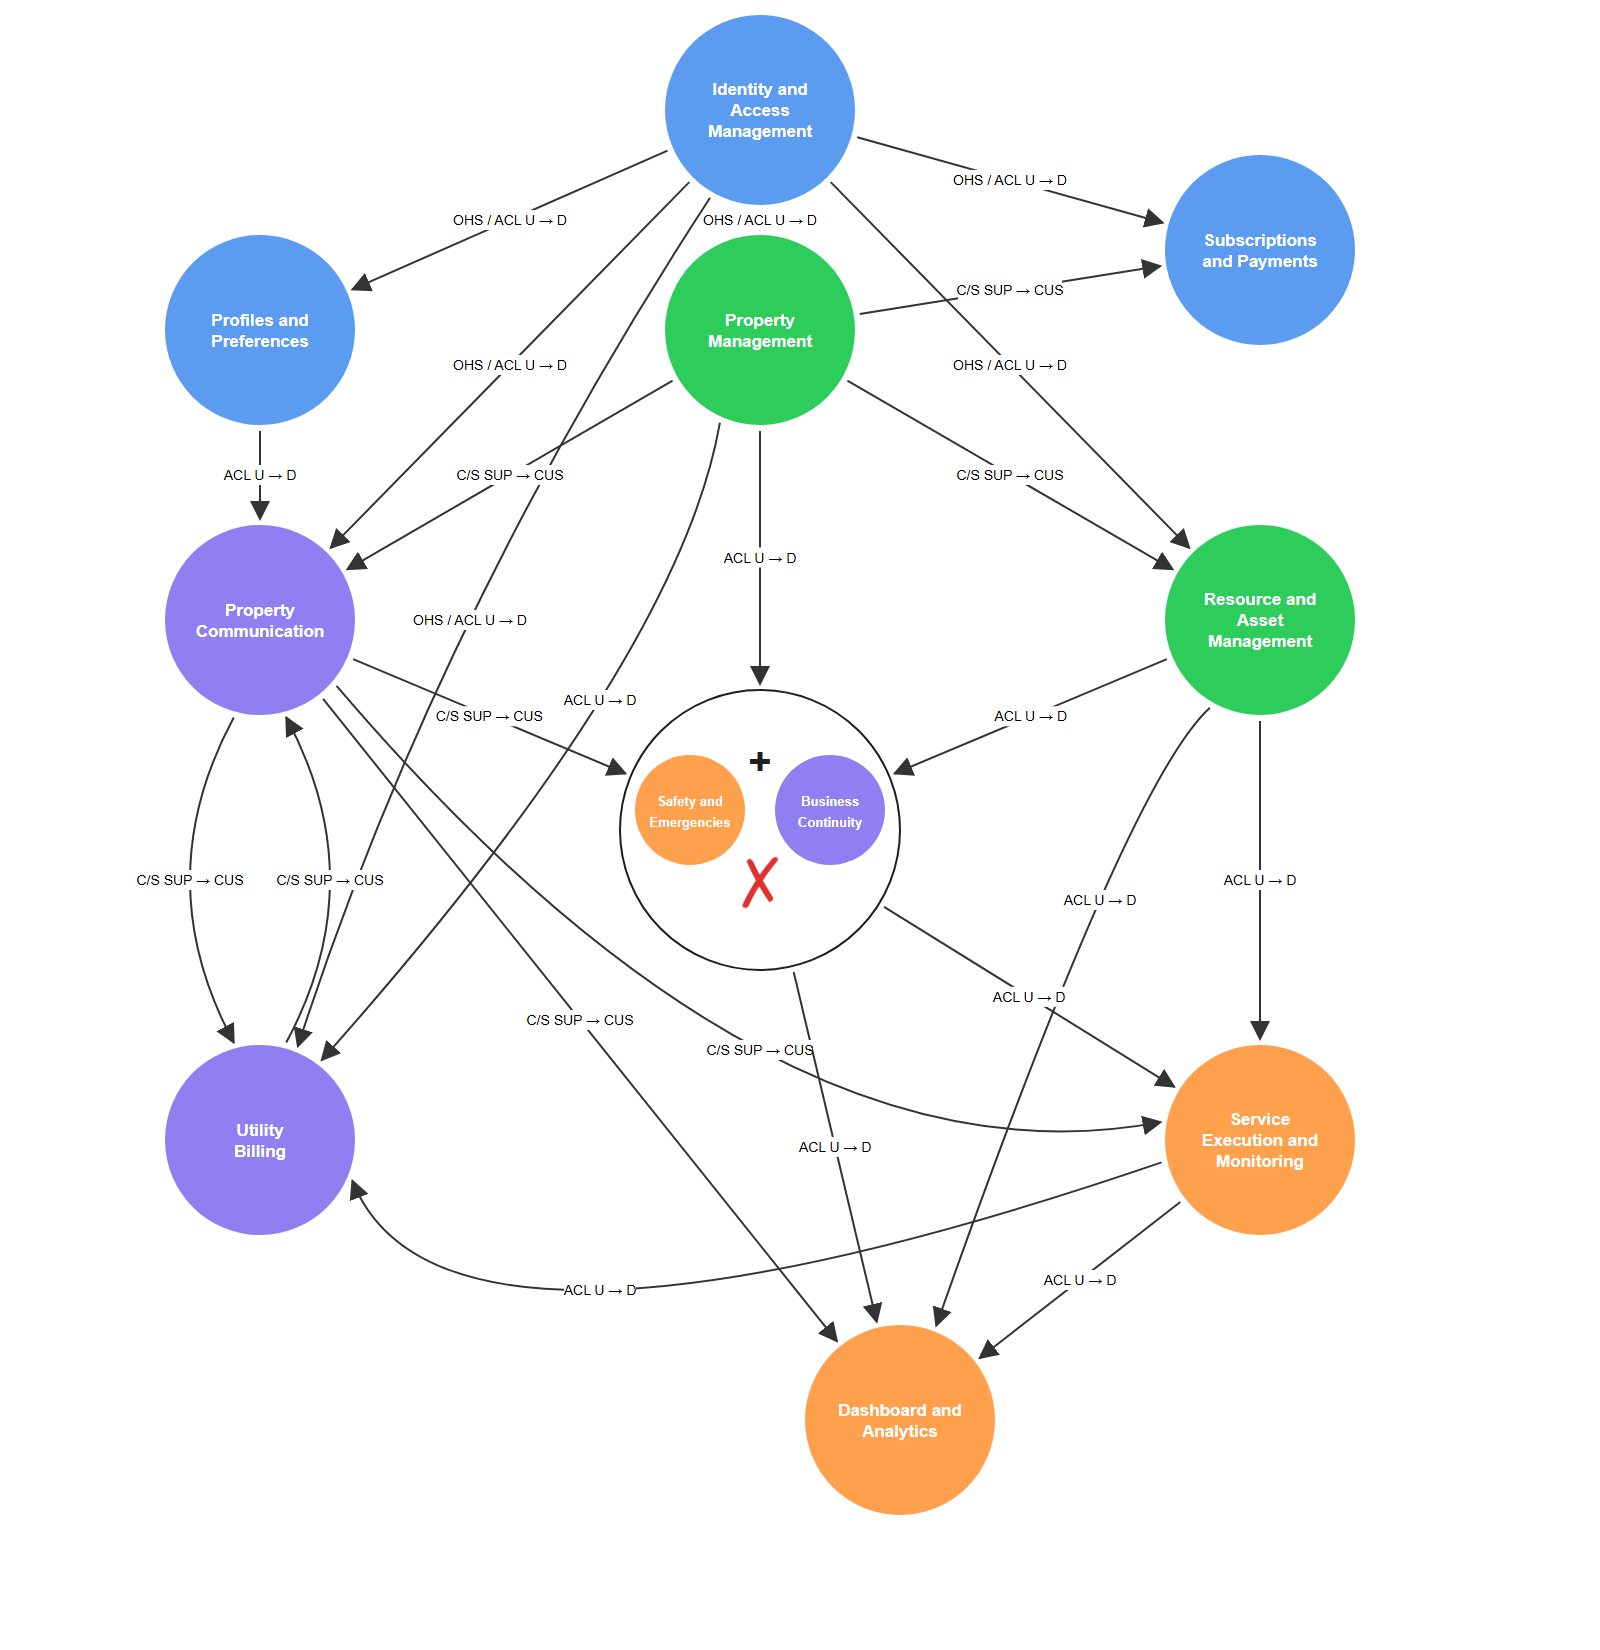 Identity and
Access
Management
OHS / ACL U → D
Subscriptions
and Payments
OHS / ACL U → D
OHS / ACL U → D
Profiles and
Preferences
Property
Management
C/S SUP → CUS
OHS / ACL U → D
OHS / ACL U → D
ACL U → D
C/S SUP → CUS
C/S SUP → CUS
ACL U → D
Property
Communication
OHS / ACL U → D
Resource and
Asset
Management
ACL U → D
C/S SUP → CUS
ACL U → D
+
Safety and
Emergencies
Business
Continuity
✗
C/S SUP → CUS
C/S SUP → CUS
ACL U → D
ACL U → D
ACL U → D
C/S SUP → CUS
C/S SUP → CUS
Utility
Billing
ACL U → D
Service
Execution and
Monitoring
ACL U → D
ACL U → D
Dashboard and
Analytics